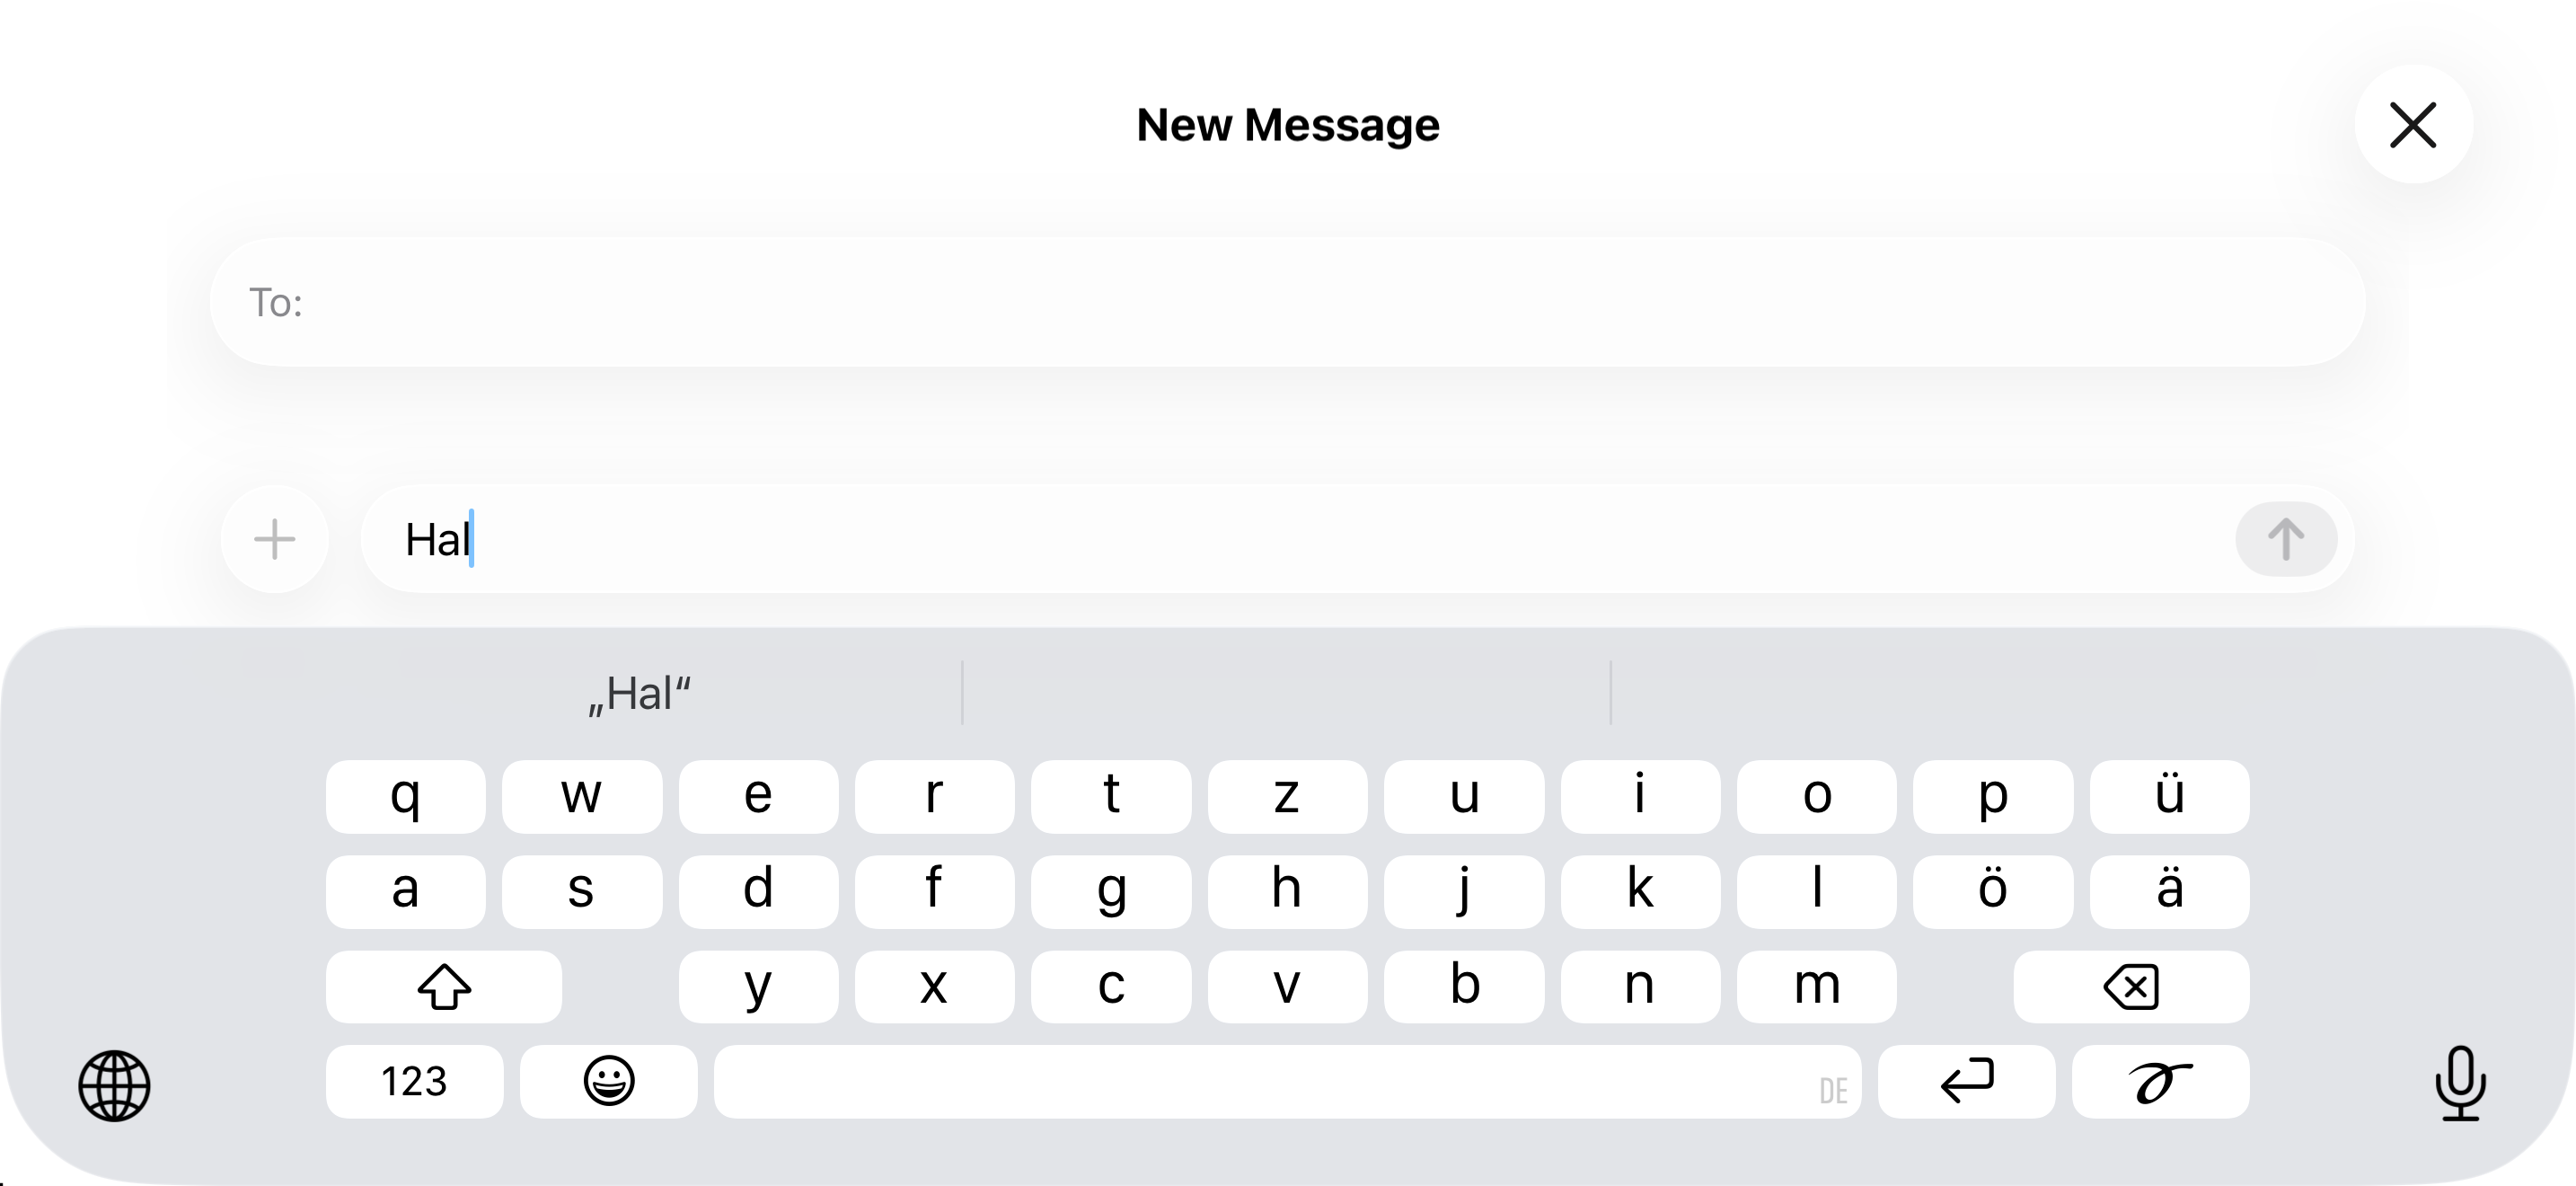 New Message
To:
Hal
„Hal“
q w e r t z u i o p ü
a s d f g h j k l ö ä
y x c v b n m
123 DE